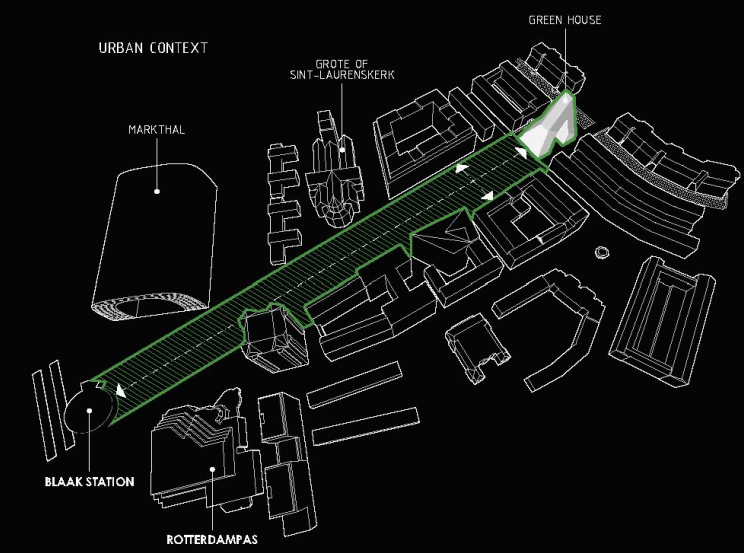 GREEN HOUSE
URBAN CONTEXT
GROTE OF
SINT-LAURENSKERK
MARKTHAL
BLAAK STATION
ROTTERDAMPAS